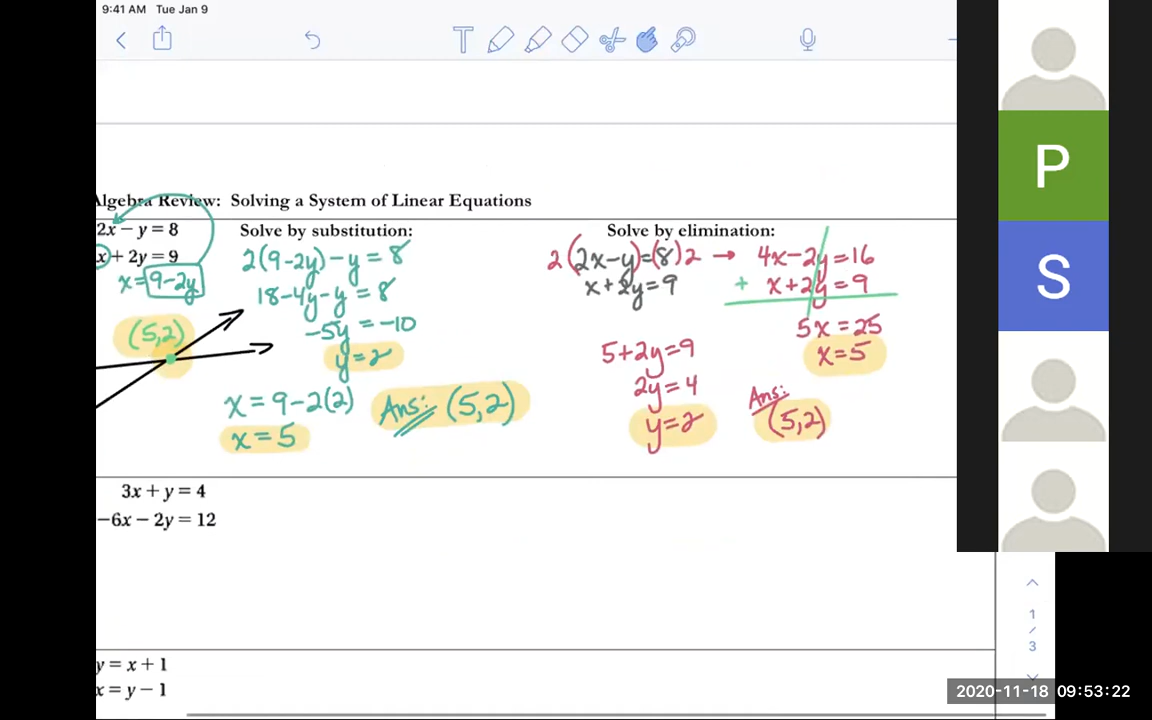 9:41 AM Tue Jan 9
T
P
S
Algebra Review: Solving a System of Linear Equations
2x − y = 8
x + 2y = 9
x = 9-2y
(5,2)
Solve by substitution:
2(9-2y)-y = 8
18-4y-y = 8
-5y = -10
y=2
x = 9-2(2)
x = 5
Ans: (5,2)
Solve by elimination:
2(2x-y)=(8)2 → 4x-2y=16
x+2y=9
+ x+2y=9
5x = 25
x=5
5+2y=9
2y=4
y=2
Ans:
(5,2)
3x + y = 4
−6x − 2y = 12
y = x + 1
x = y − 1
1
/
3
2020-11-18 09:53:22